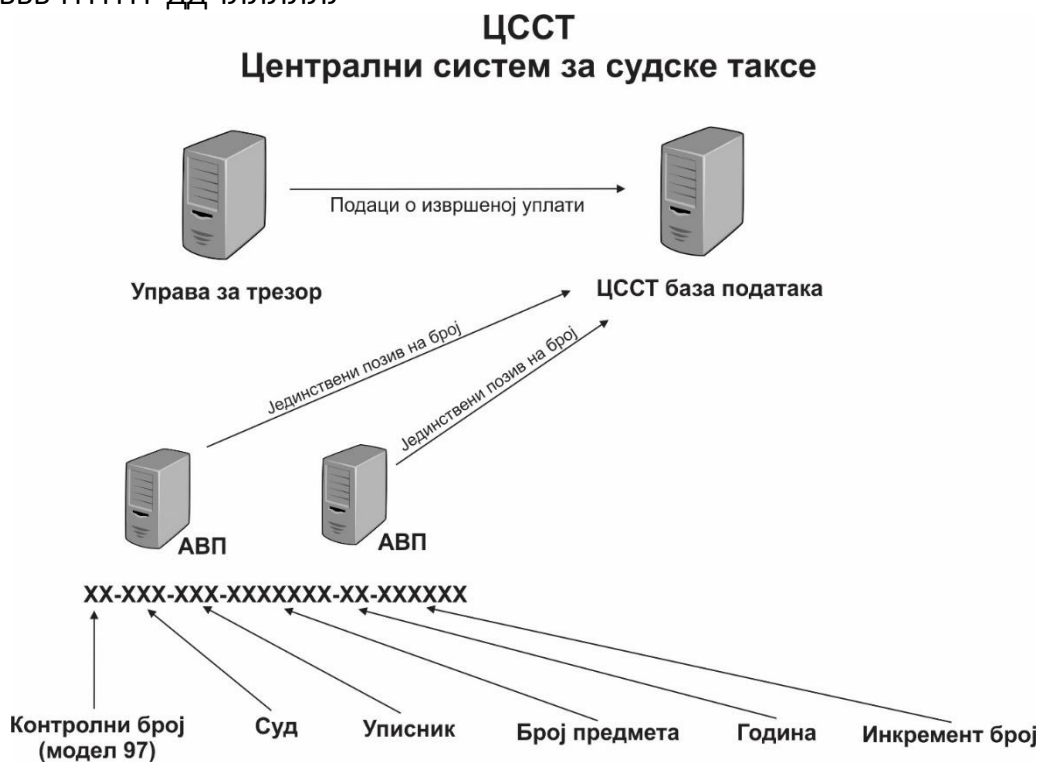 ЦССТ
Централни систем за судске таксе
Подаци о извршеној уплати
Управа за трезор
ЦССТ база података
Јединствени позив на број
Јединствени позив на број
АВП
АВП
XX-XXX-XXX-XXXXXXX-XX-XXXXXX
Контролни број
(модел 97)
Суд
Уписник
Број предмета
Година
Инкремент број